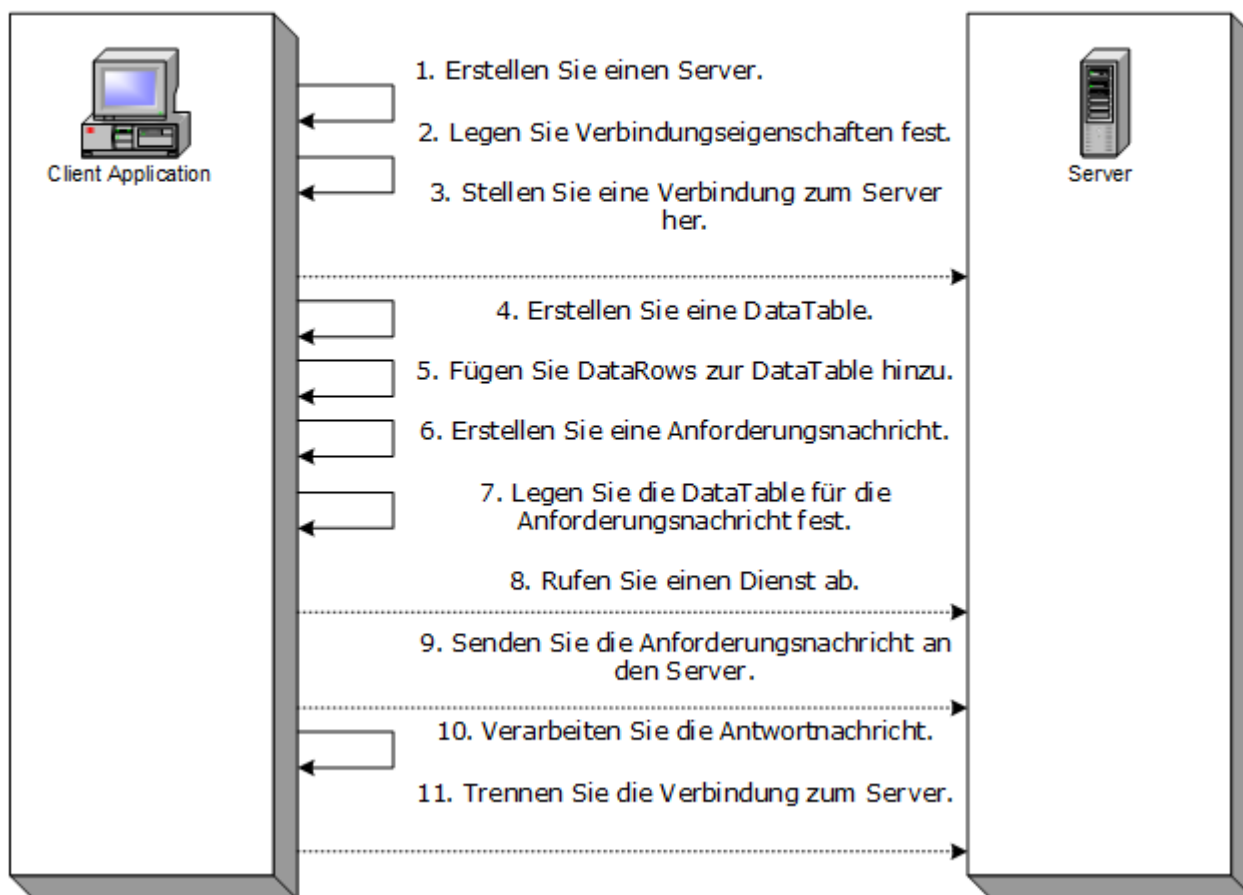 1. Erstellen Sie einen Server.
2. Legen Sie Verbindungseigenschaften fest.
Client Application
Server
3. Stellen Sie eine Verbindung zum Server
her.
4. Erstellen Sie eine DataTable.
5. Fügen Sie DataRows zur DataTable hinzu.
6. Erstellen Sie eine Anforderungsnachricht.
7. Legen Sie die DataTable für die
Anforderungsnachricht fest.
8. Rufen Sie einen Dienst ab.
9. Senden Sie die Anforderungsnachricht an
den Server.
10. Verarbeiten Sie die Antwortnachricht.
11. Trennen Sie die Verbindung zum Server.